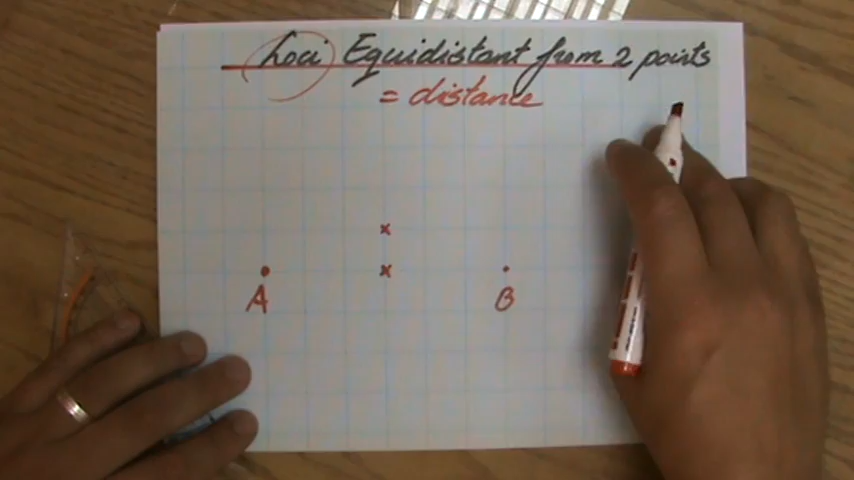 Loci Equidistant from 2 points
= distance
x
x
A
B